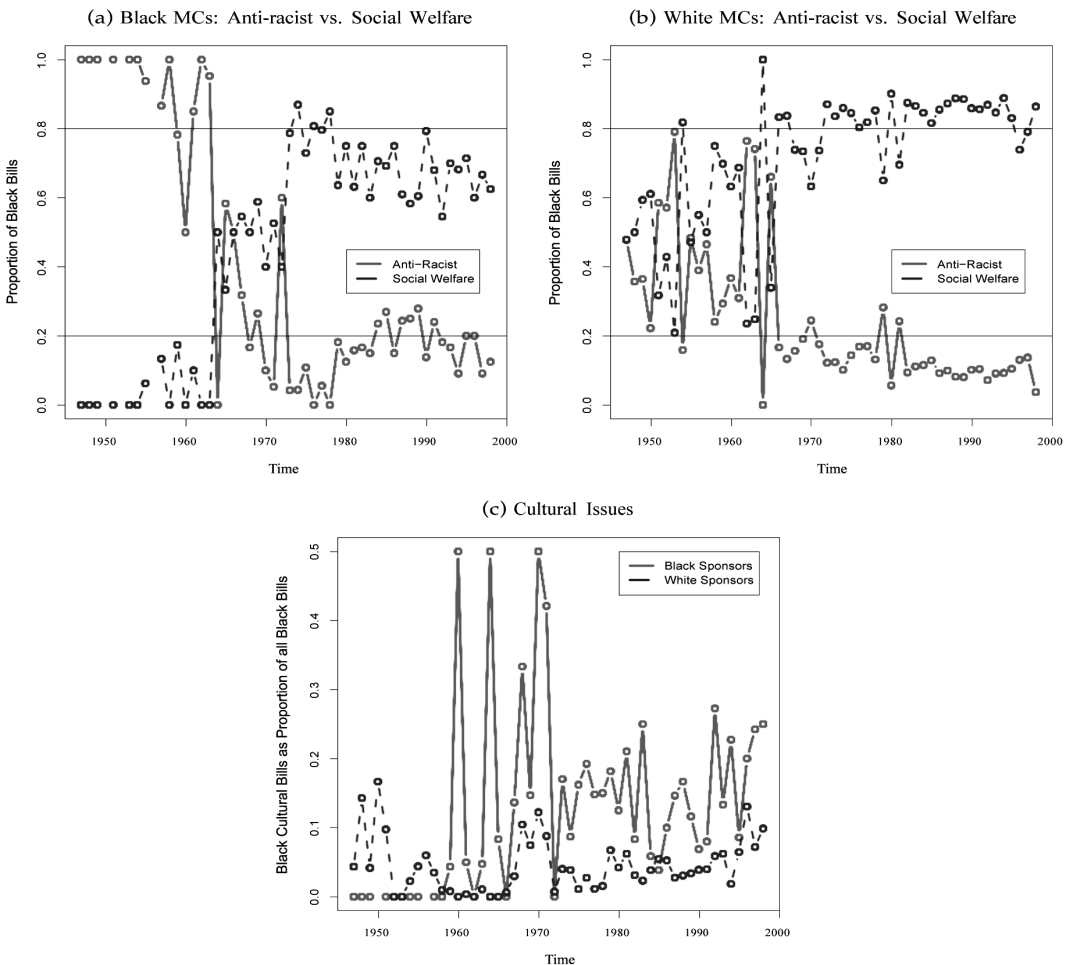 (a) Black MCs: Anti-racist vs. Social Welfare
Proportion of Black Bills
1.0
0.8
0.6
0.4
0.2
0.0
Anti−Racist
Social Welfare
1950 1960 1970 1980 1990 2000
Time
(b) White MCs: Anti-racist vs. Social Welfare
Proportion of Black Bills
1.0
0.8
0.6
0.4
0.2
0.0
Anti−Racist
Social Welfare
1950 1960 1970 1980 1990 2000
Time
(c) Cultural Issues
Black Cultural Bills as Proportion of all Black Bills
0.5
0.4
0.3
0.2
0.1
0.0
Black Sponsors
White Sponsors
1950 1960 1970 1980 1990 2000
Time